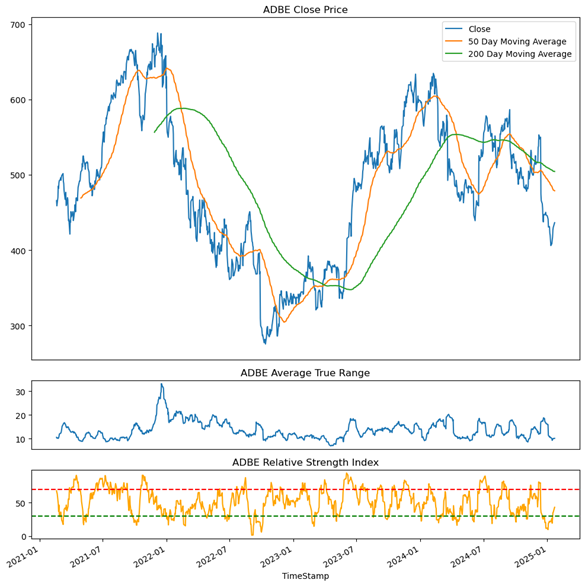 ADBE Close Price
700
600
500
400
300
Close
50 Day Moving Average
200 Day Moving Average
ADBE Average True Range
30
20
10
ADBE Relative Strength Index
50
0
2021-01
2021-07
2022-01
2022-07
2023-01
2023-07
2024-01
2024-07
2025-01
TimeStamp